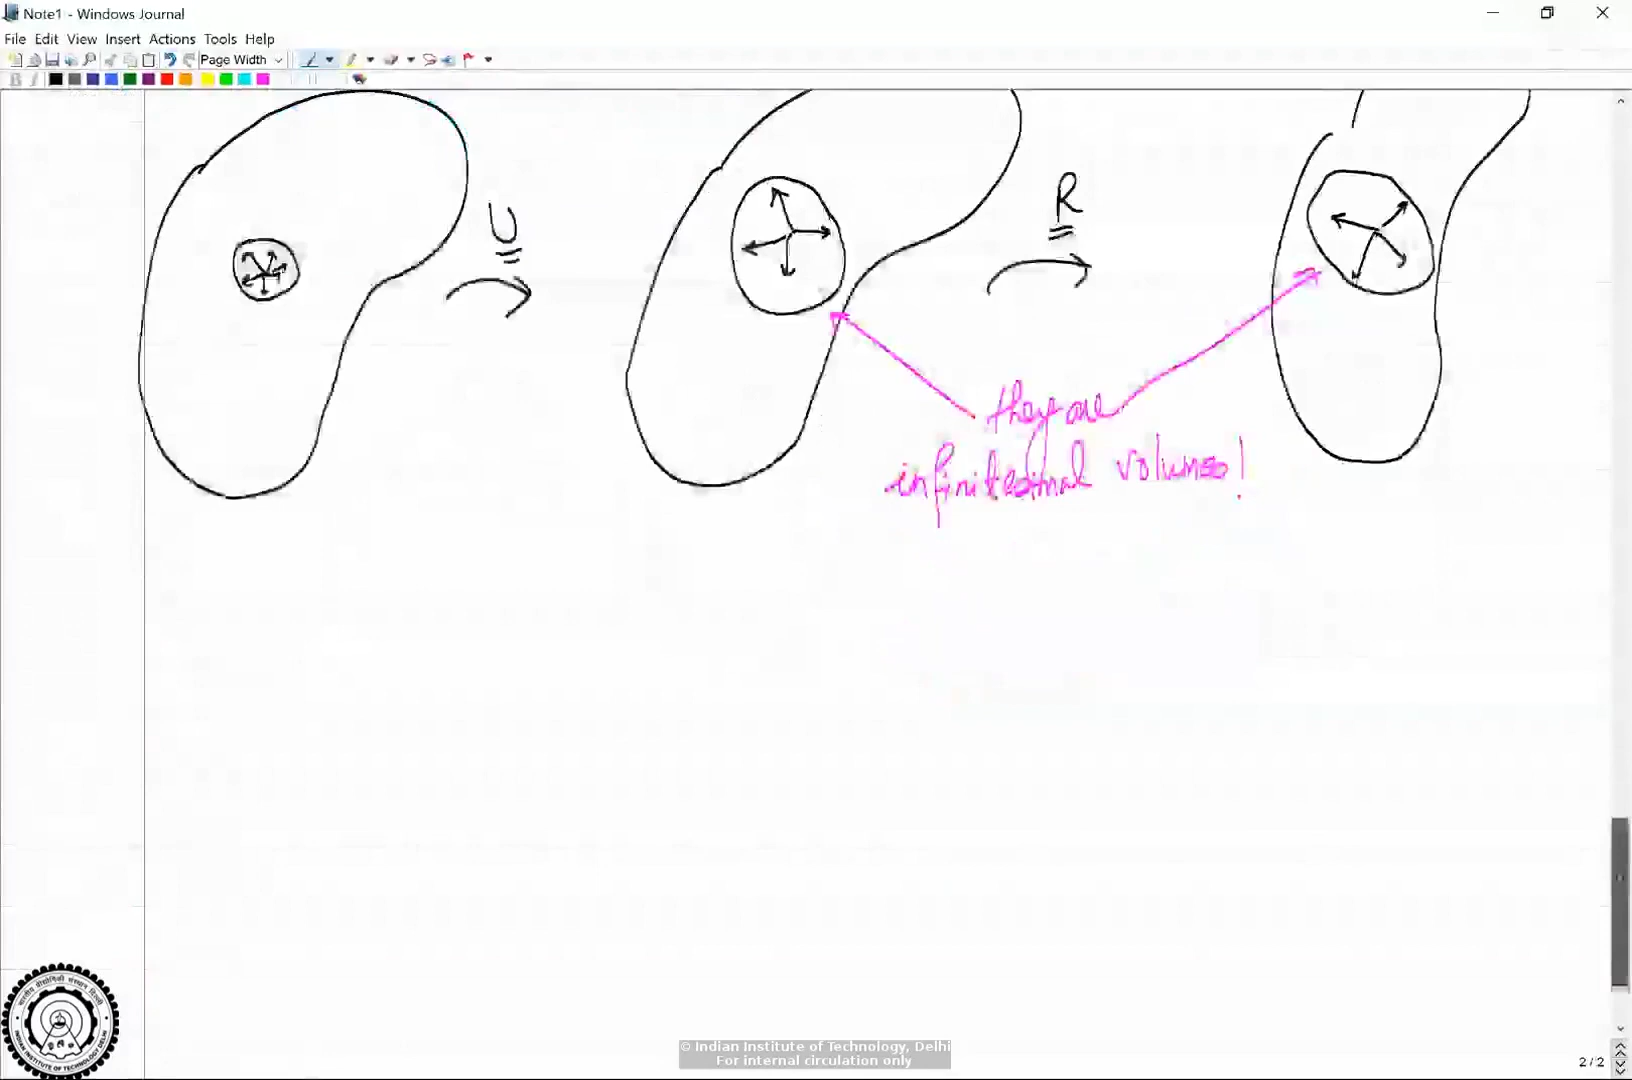 Note1 - Windows Journal
File Edit View Insert Actions Tools Help
Page Width
B I
U
R
they are
infinitesimal volumes!
© Indian Institute of Technology, Delhi
For internal circulation only
2 / 2